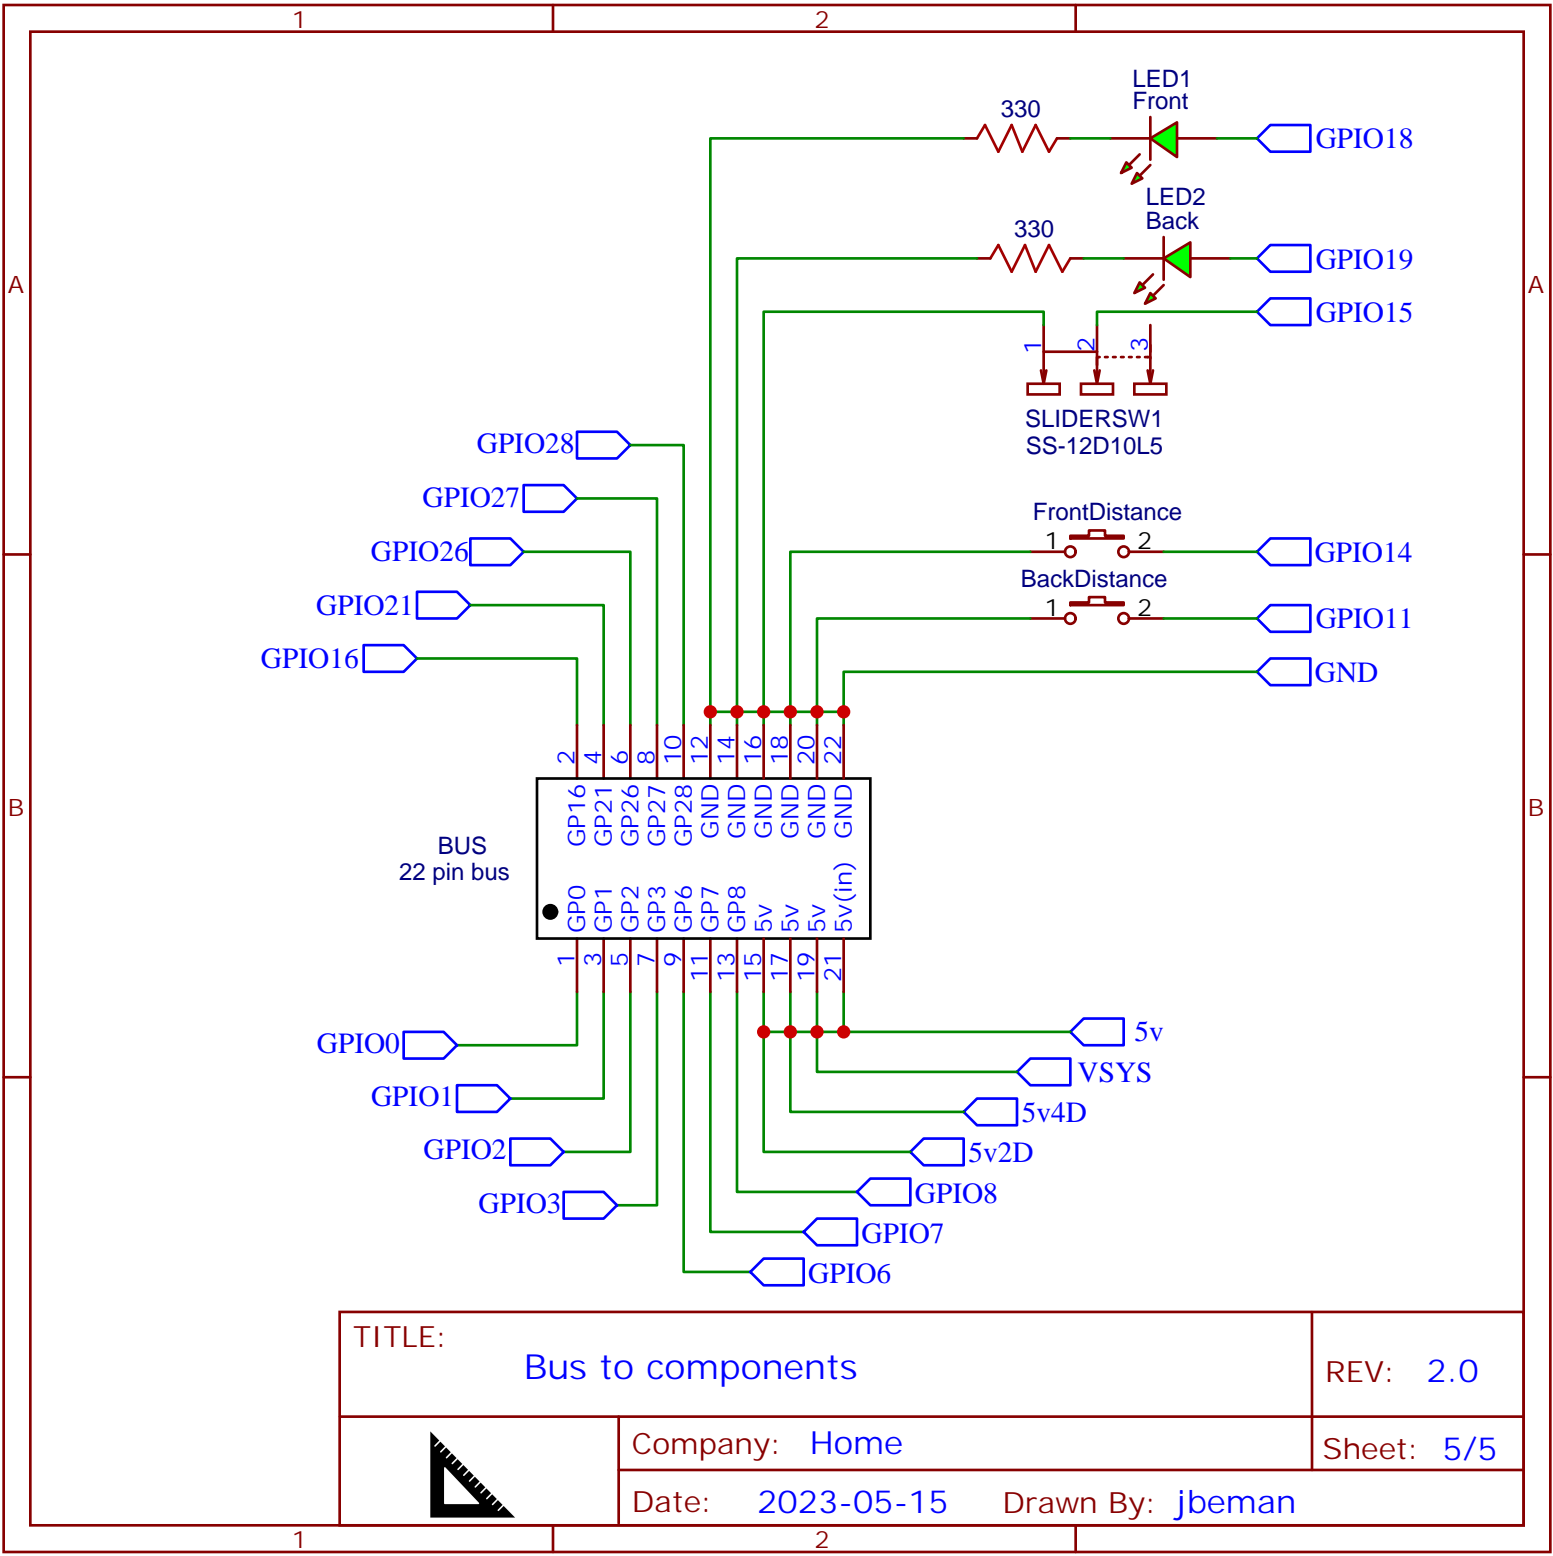 1
2
LED1
Front
330
GPIO18
LED2
Back
330
GPIO19
A
A
GPIO15
1
2
3
SLIDERSW1
SS-12D10L5
GPIO28
GPIO27
FrontDistance
1
2
GPIO26
GPIO14
BackDistance
1
2
GPIO21
GPIO11
GPIO16
GND
2
4
6
8
10
12
14
16
18
20
22
GP16
GP21
GP26
GP27
GP28
GND
GND
GND
GND
GND
GND
B
B
BUS
22 pin bus
GP0
GP1
GP2
GP3
GP6
GP7
GP8
5v
5v
5v
5v(in)
1
3
5
7
9
11
13
15
17
19
21
GPIO0
5v
GPIO1
VSYS
5v4D
GPIO2
5v2D
GPIO3
GPIO8
GPIO7
GPIO6
TITLE:
Bus to components
REV: 2.0
Company: Home
Sheet: 5/5
Date: 2023-05-15 Drawn By: jbeman
1
2